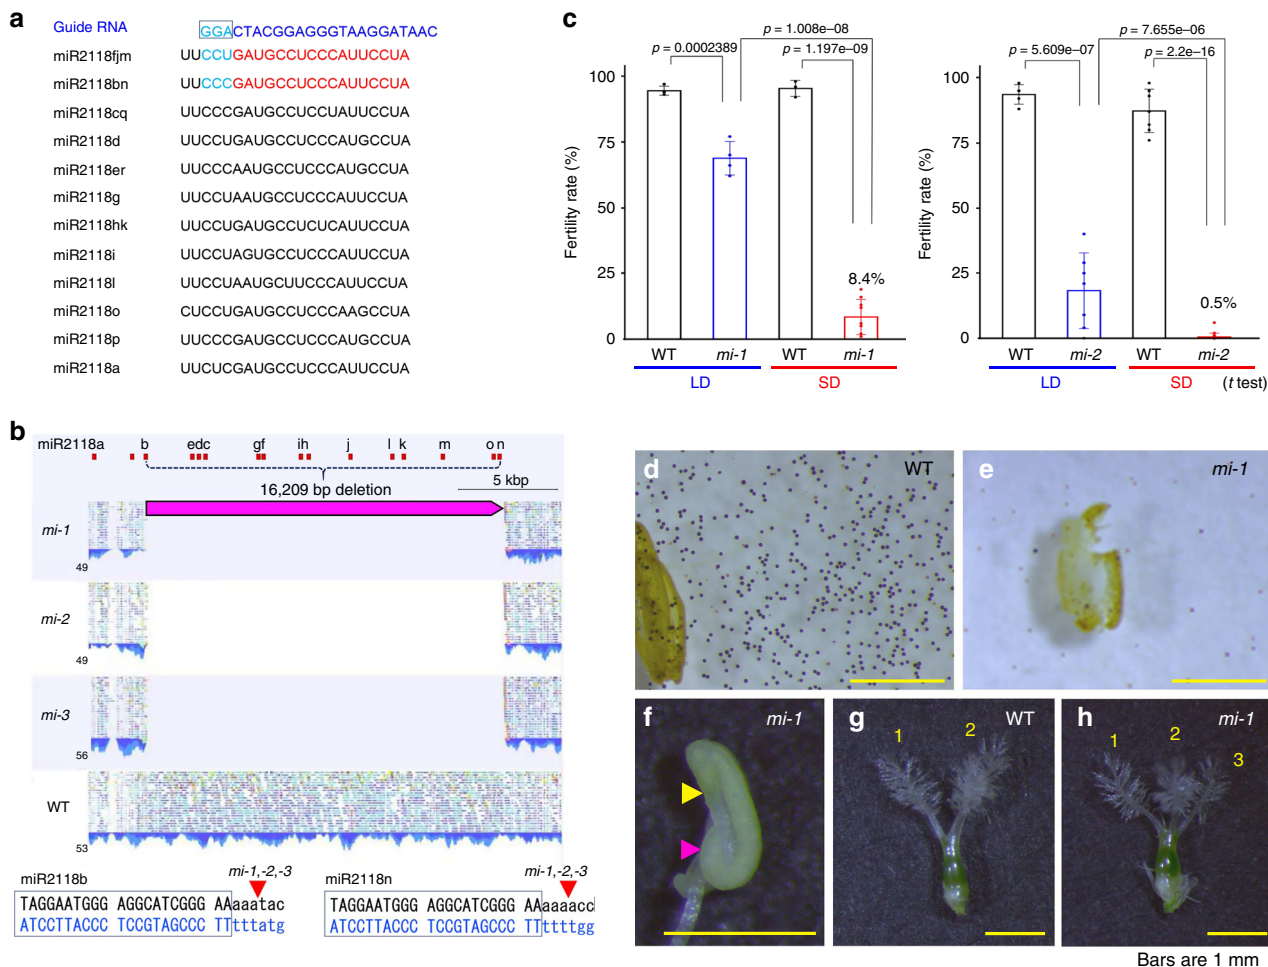 a
Guide RNA GGACTACGGAGGGTAAGGATAAC
miR2118fjm UUCCUGAUGCCUCCCAUUCCUA
miR2118bn UUCCCGAUGCCUCCCAUUCCUA
miR2118cq UUCCCGAUGCCUCCUAUUCCUA
miR2118d UUCCUGAUGCCUCCCAUGCCUA
miR2118er UUCCCAAUGCCUCCCAUGCCUA
miR2118g UUCCUAAUGCCUCCCAUUCCUA
miR2118hk UUCCUGAUGCCUCUCAUUCCUA
miR2118i UUCCUAGUGCCUCCCAUUCCUA
miR2118l UUCCUAAUGCUUCCCAUUCCUA
miR2118o CUCCUGAUGCCUCCCAAGCCUA
miR2118p UUCCCGAUGCCUCCCAUGCCUA
miR2118a UUCUCGAUGCCUCCCAUUCCUA
b
miR2118a b edc gf ih j l k m o n
16,209 bp deletion
5 kbp
mi-1
49
mi-2
49
mi-3
56
WT
53
miR2118b mi-1,-2,-3
TAGGAATGGG AGGCATCGGG AAaaatac
ATCCTTACCC TCCGTAGCCC TTtttatg
miR2118n mi-1,-2,-3
TAGGAATGGG AGGCATCGGG AAaaaacc
ATCCTTACCC TCCGTAGCCC TTttttgg
c
Fertility rate (%)
100
75
50
25
0
p = 0.0002389
p = 1.008e−08
p = 1.197e−09
8.4%
WT mi-1 WT mi-1
LD SD
Fertility rate (%)
100
75
50
25
0
p = 5.609e−07
p = 7.655e−06
p = 2.2e−16
0.5%
WT mi-2 WT mi-2
LD SD (t test)
d WT
e mi-1
f mi-1
g WT
1 2
h mi-1
1 2 3
Bars are 1 mm